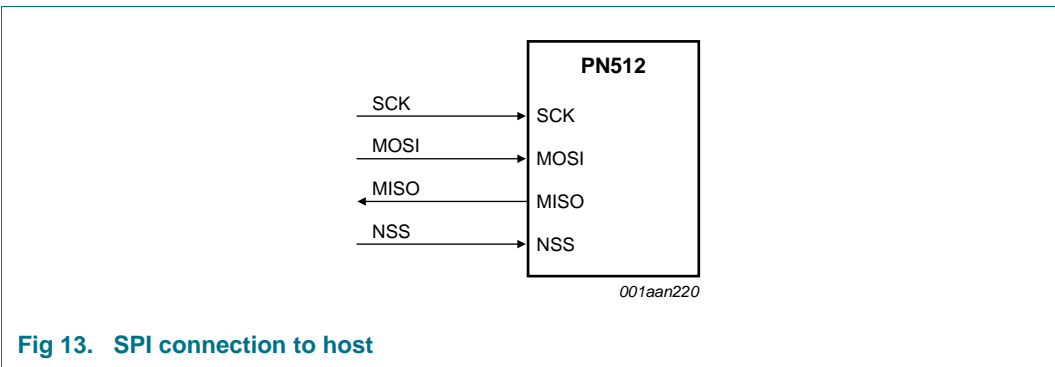 PN512
SCK SCK
MOSI MOSI
MISO MISO
NSS NSS
001aan220
Fig 13. SPI connection to host